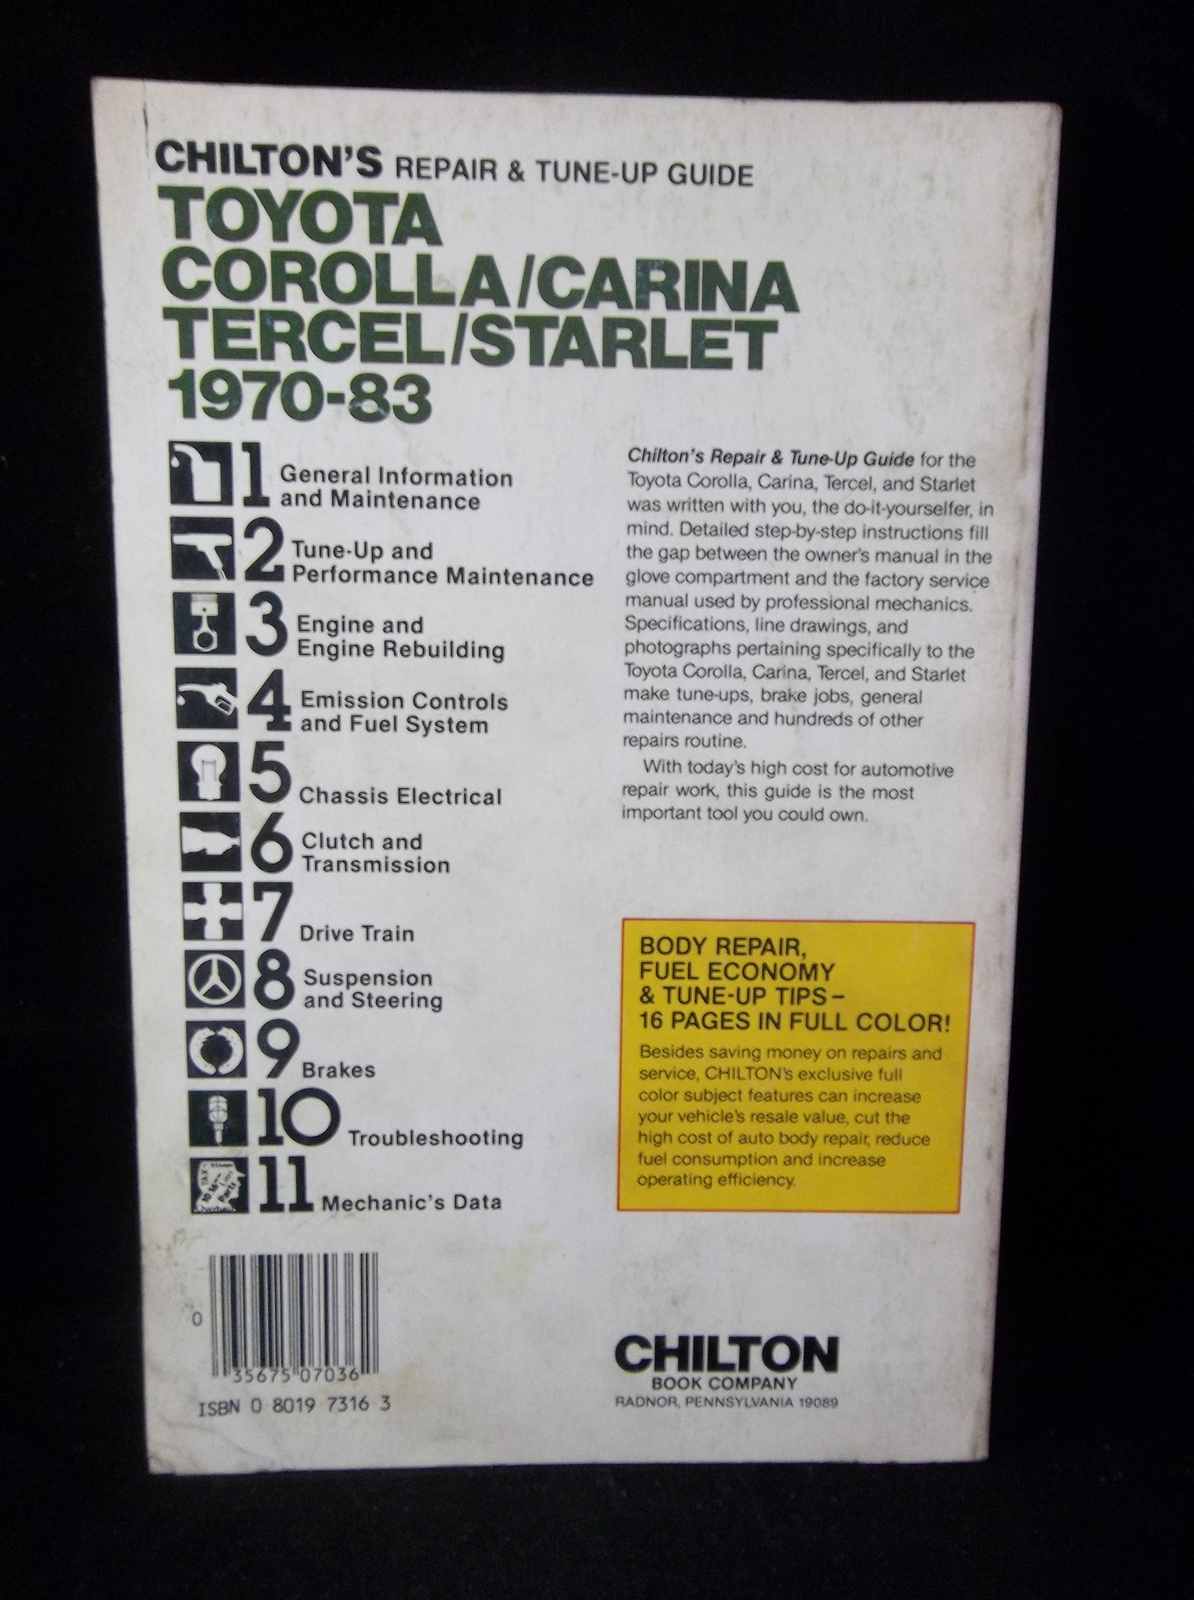 CHILTON'S REPAIR & TUNE-UP GUIDE
TOYOTA
COROLLA/CARINA
TERCEL/STARLET
1970-83
1 General Information
and Maintenance
2 Tune-Up and
Performance Maintenance
3 Engine and
Engine Rebuilding
4 Emission Controls
and Fuel System
5 Chassis Electrical
6 Clutch and
Transmission
7 Drive Train
8 Suspension
and Steering
9 Brakes
10 Troubleshooting
11 Mechanic's Data
Chilton's Repair & Tune-Up Guide for the
Toyota Corolla, Carina, Tercel, and Starlet
was written with you, the do-it-yourselfer, in
mind. Detailed step-by-step instructions fill
the gap between the owner's manual in the
glove compartment and the factory service
manual used by professional mechanics.
Specifications, line drawings, and
photographs pertaining specifically to the
Toyota Corolla, Carina, Tercel, and Starlet
make tune-ups, brake jobs, general
maintenance and hundreds of other
repairs routine.
With today's high cost for automotive
repair work, this guide is the most
important tool you could own.
BODY REPAIR,
FUEL ECONOMY
& TUNE-UP TIPS–
16 PAGES IN FULL COLOR!
Besides saving money on repairs and
service, CHILTON's exclusive full
color subject features can increase
your vehicle's resale value, cut the
high cost of auto body repair, reduce
fuel consumption and increase
operating efficiency.
0 35675 07036
ISBN 0 8019 7316 3
CHILTON
BOOK COMPANY
RADNOR, PENNSYLVANIA 19089